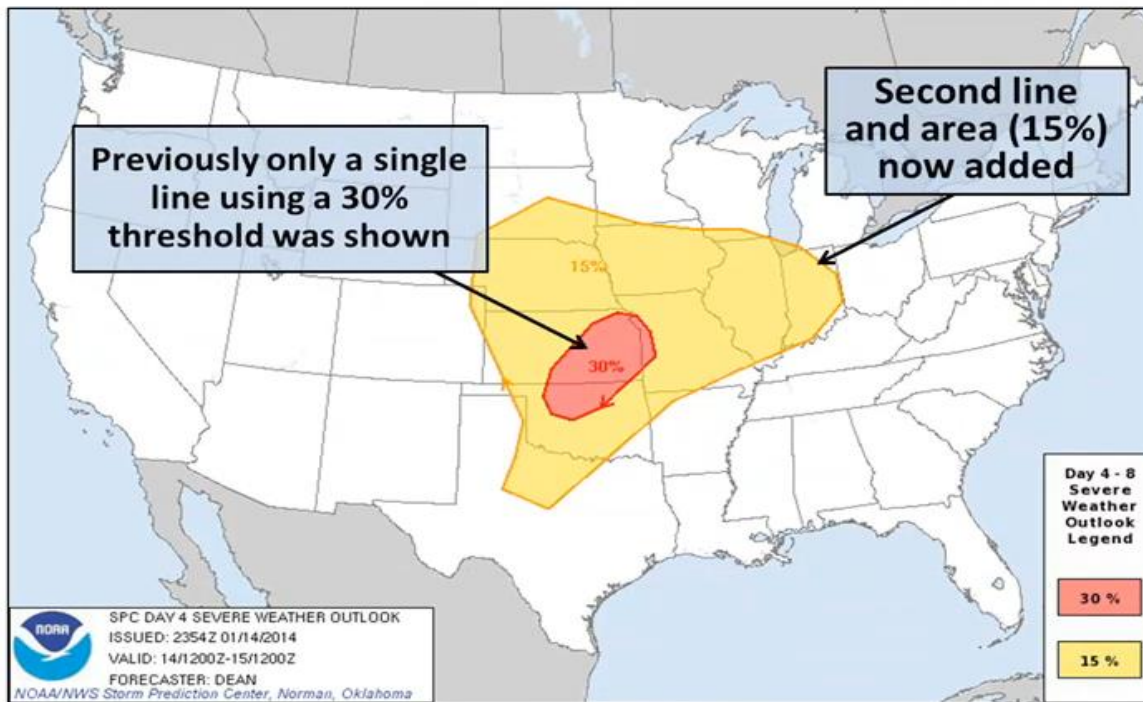 Previously only a single
line using a 30%
threshold was shown
Second line
and area (15%)
now added
15%
30%
Day 4 - 8
Severe
Weather
Outlook
Legend
30 %
15 %
NOAA
SPC DAY 4 SEVERE WEATHER OUTLOOK
ISSUED: 2354Z 01/14/2014
VALID: 14/1200Z-15/1200Z
FORECASTER: DEAN
NOAA/NWS Storm Prediction Center, Norman, Oklahoma